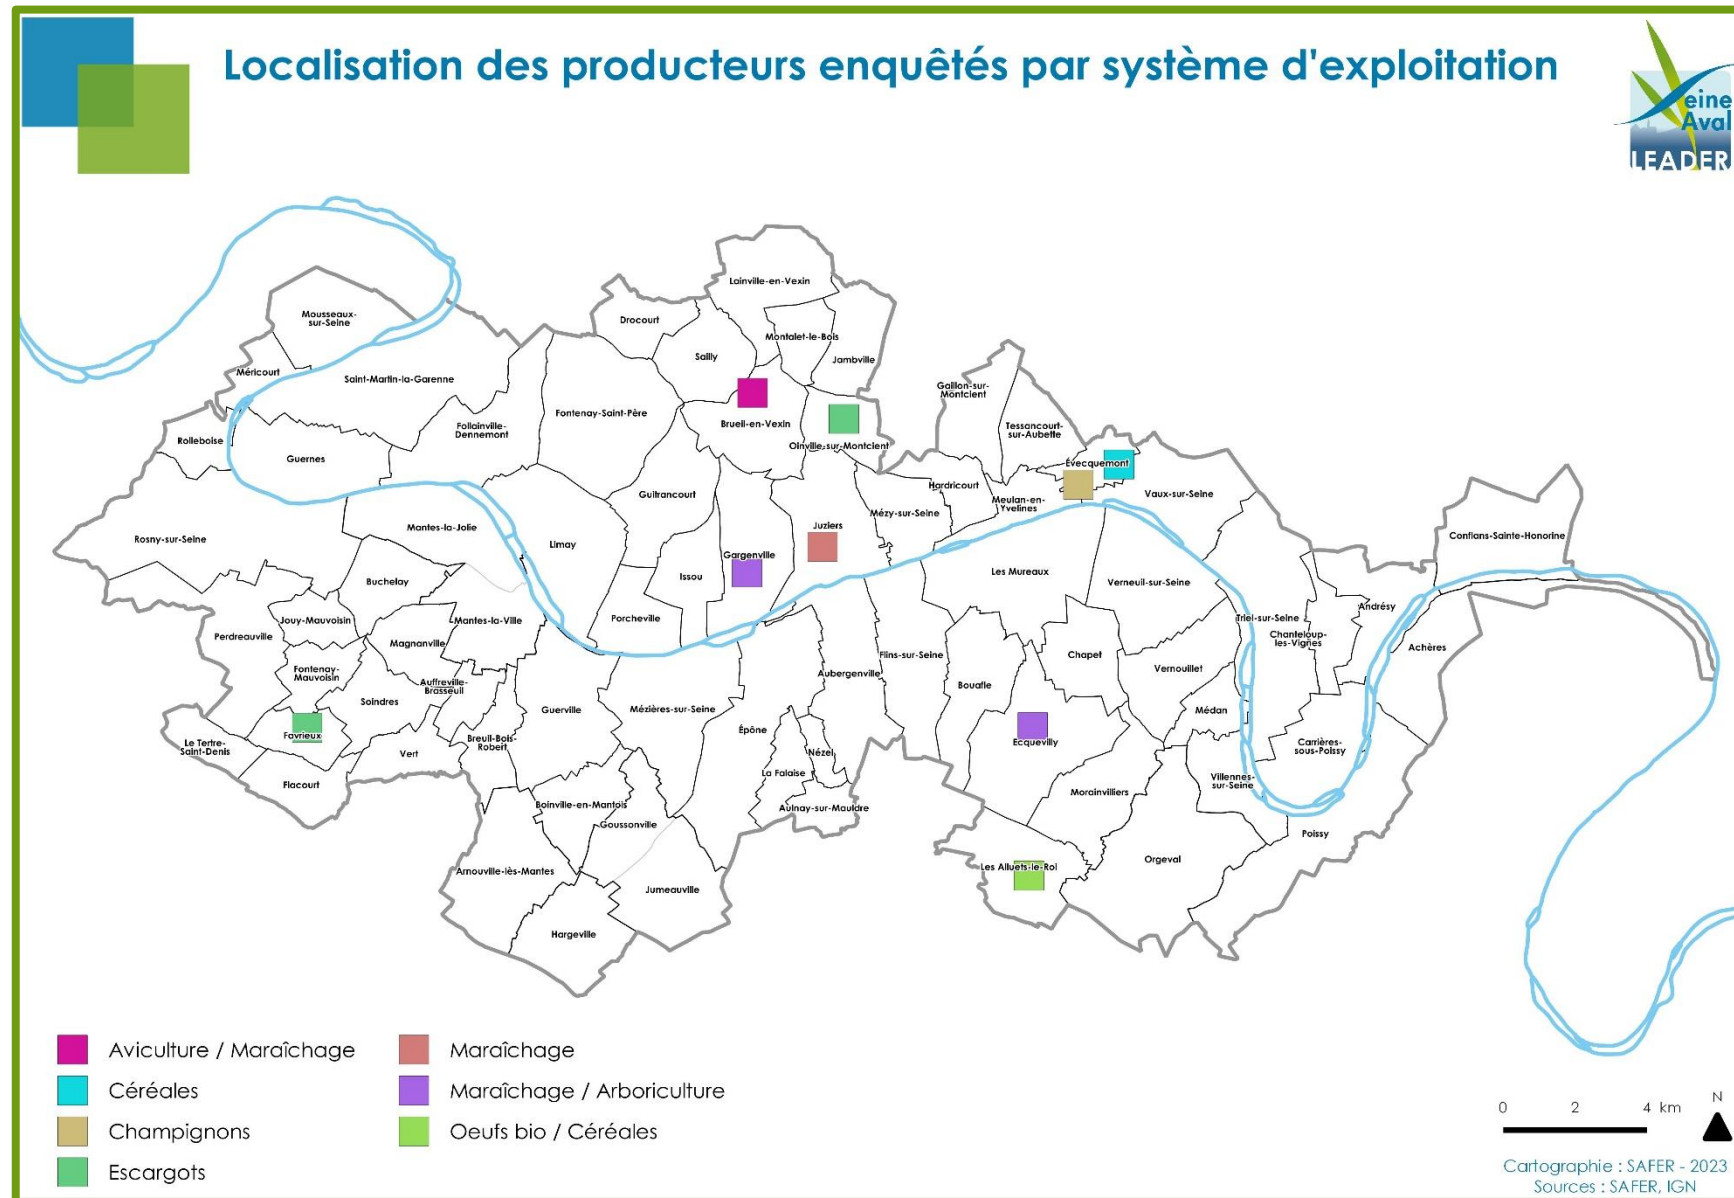 Localisation des producteurs enquêtés par système d'exploitation
Seine
Aval
LEADER
Lainville-en-Vexin
Mousseaux-
sur-Seine
Drocourt
Montalet-le-Bois
Sailly
Jambville
Méricourt
Saint-Martin-la-Garenne
Gaillon-sur-
Montcient
Fontenay-Saint-Père
Brueil-en-Vexin
Follainville-
Dennemont
Tessancourt-
sur-Aubette
Rolleboise
Oinville-sur-Montcient
Guernes
Évecquemont
Hardricourt
Guitrancourt
Vaux-sur-Seine
Meulan-en-
Yvelines
Mézy-sur-Seine
Mantes-la-Jolie
Juziers
Rosny-sur-Seine
Limay
Conflans-Sainte-Honorine
Gargenville
Issou
Les Mureaux
Buchelay
Verneuil-sur-Seine
Andrésy
Jouy-Mauvoisin
Mantes-la-Ville
Porcheville
Triel-sur-Seine
Perdreauville
Magnanville
Chanteloup-
les-Vignes
Achères
Flins-sur-Seine
Chapet
Fontenay-
Mauvoisin
Vernouillet
Aubergenville
Auffreville-
Brasseuil
Bouafle
Soindres
Guerville
Mézières-sur-Seine
Médan
Épône
Favrieux
Le Tertre-
Saint-Denis
Breuil-Bois-
Robert
Ecquevilly
Carrières-
sous-Poissy
Vert
Nézel
La Falaise
Villennes-
sur-Seine
Flacourt
Morainvilliers
Boinville-en-Mantois
Aulnay-sur-Mauldre
Goussonville
Poissy
Orgeval
Les Alluets-le-Roi
Arnouville-lès-Mantes
Jumeauville
Hargeville
Aviculture / Maraîchage
Céréales
Champignons
Escargots
Maraîchage
Maraîchage / Arboriculture
Oeufs bio / Céréales
0 2 4 km
N
Cartographie : SAFER - 2023
Sources : SAFER, IGN